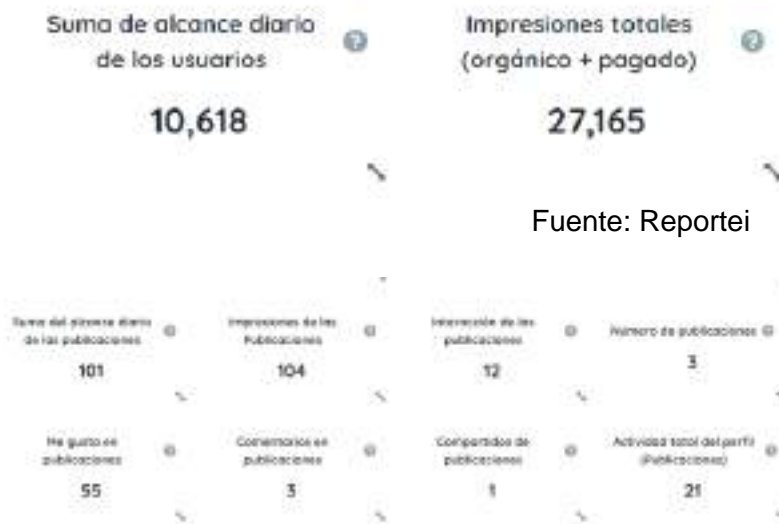 Suma de alcance diario
de los usuarios
10,618
Impresiones totales
(orgánico + pagado)
27,165
Fuente: Reportei
Suma del alcance diario
de las publicaciones
101
Impresiones de las
Publicaciones
104
Interacción de las
publicaciones
12
Número de publicaciones
3
Me gusta en
publicaciones
55
Comentarios en
publicaciones
3
Compartidos de
publicaciones
1
Actividad total del perfil
(Publicaciones)
21